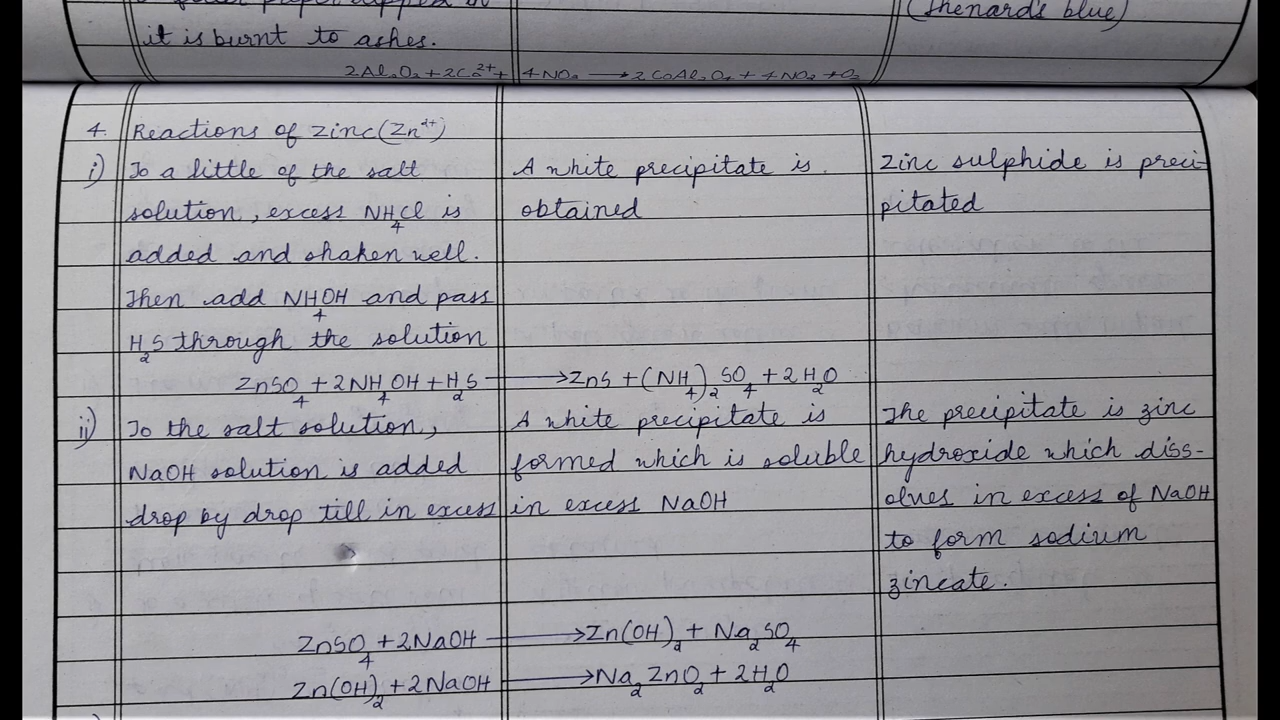 (Thenard's blue)
it is burnt to ashes.
4. Reactions of zinc (Zn²⁺)
i) To a little of the salt
solution, excess NH₄Cl is
added and shaken well.
Then add NH₄OH and pass
H₂S through the solution
A white precipitate is
obtained
Zinc sulphide is preci-
pitated
ZnSO₄ + 2NH₄OH + H₂S ⟶ ZnS + (NH₄)₂SO₄ + 2H₂O
ii) To the salt solution,
NaOH solution is added
drop by drop till in excess
A white precipitate is
formed which is soluble
in excess NaOH
The precipitate is zinc
hydroxide which diss-
olves in excess of NaOH
to form sodium
zincate.
ZnSO₄ + 2NaOH ⟶ Zn(OH)₂ + Na₂SO₄
Zn(OH)₂ + 2NaOH ⟶ Na₂ZnO₂ + 2H₂O